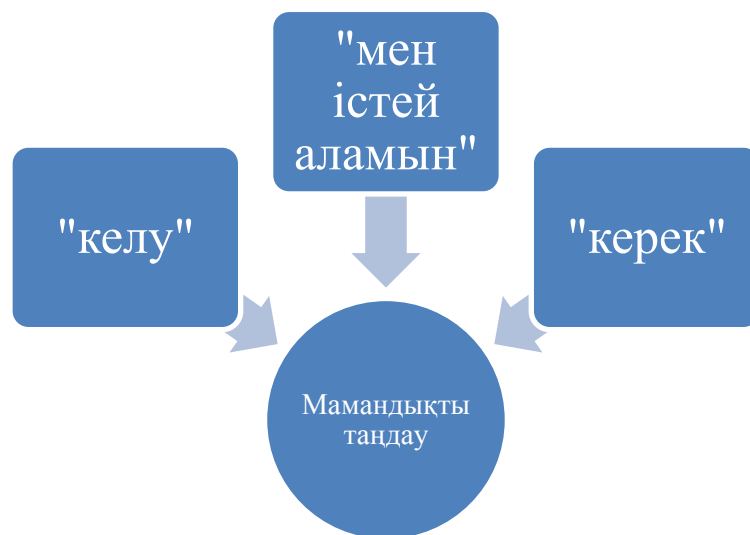 "мен
істей
аламын"
"келу"
"керек"
Мамандықты
таңдау